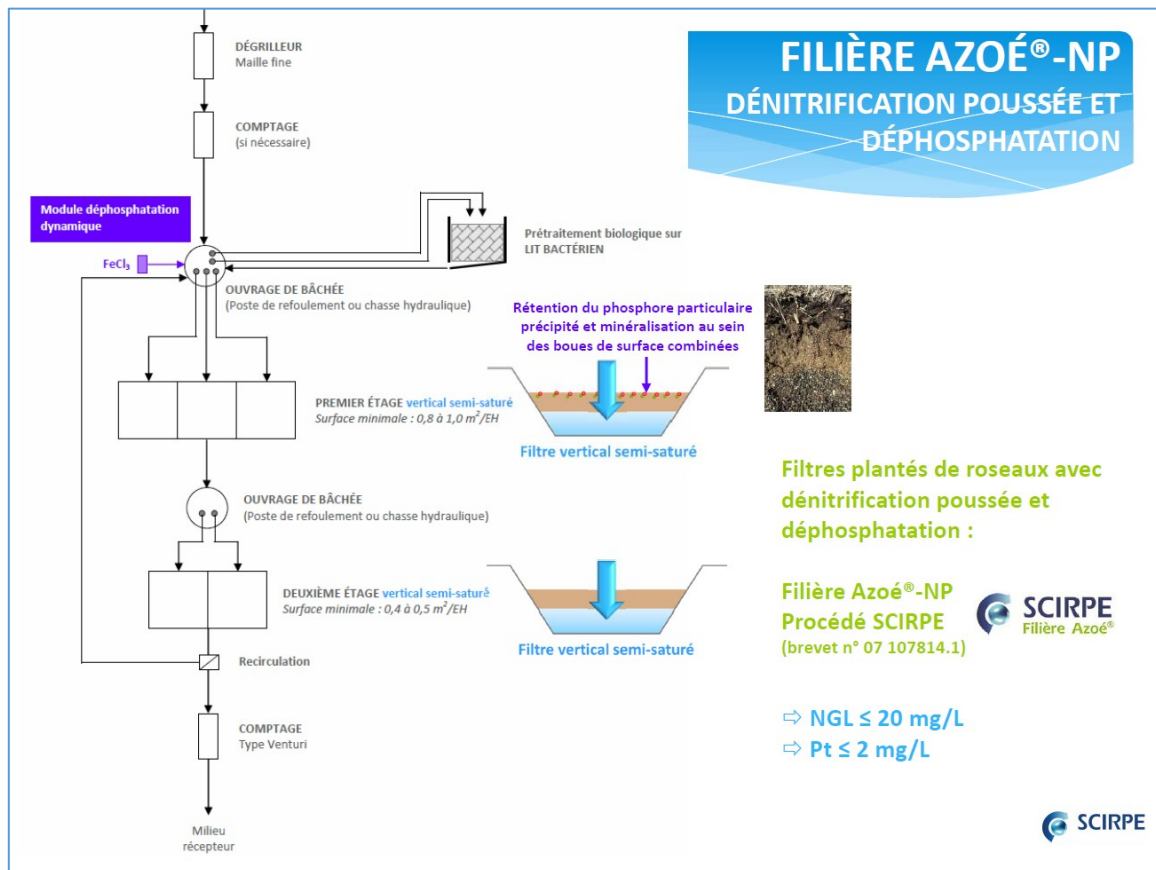 FILIÈRE AZOÉ®-NP
DÉNITRIFICATION POUSSÉE ET
DÉPHOSPHATATION
DÉGRILLEUR
Maille fine
COMPTAGE
(si nécessaire)
Module déphosphatation
dynamique
FeCl₃
Prétraitement biologique sur
LIT BACTÉRIEN
OUVRAGE DE BÂCHÉE
(Poste de refoulement ou chasse hydraulique)
Rétention du phosphore particulaire
précipité et minéralisation au sein
des boues de surface combinées
PREMIER ÉTAGE vertical semi-saturé
Surface minimale : 0,8 à 1,0 m²/EH
Filtre vertical semi-saturé
OUVRAGE DE BÂCHÉE
(Poste de refoulement ou chasse hydraulique)
DEUXIÈME ÉTAGE vertical semi-saturé
Surface minimale : 0,4 à 0,5 m²/EH
Filtre vertical semi-saturé
Recirculation
COMPTAGE
Type Venturi
Milieu
récepteur
Filtres plantés de roseaux avec
dénitrification poussée et
déphosphatation :
Filière Azoé®-NP
Procédé SCIRPE
(brevet n° 07 107814.1)
SCIRPE
Filière Azoé®
⇨ NGL ≤ 20 mg/L
⇨ Pt ≤ 2 mg/L
SCIRPE